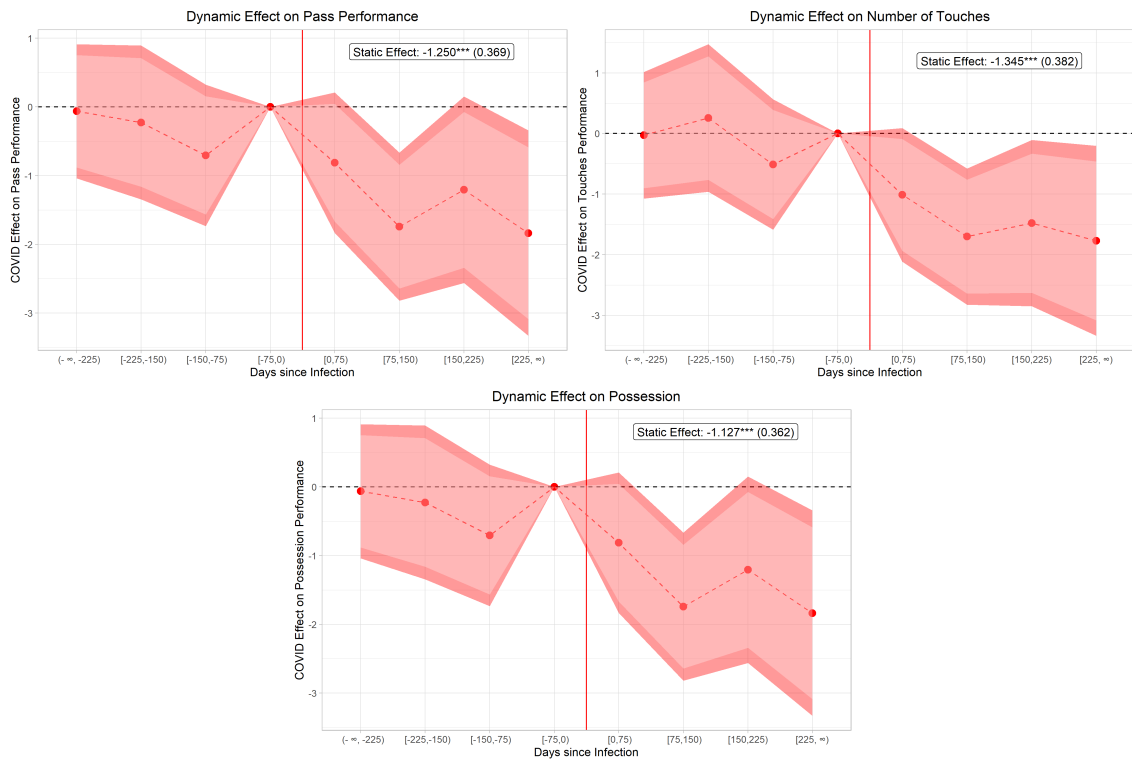 Dynamic Effect on Pass Performance
Static Effect: -1.250*** (0.369)
COVID Effect on Pass Performance
1
0
-1
-2
-3
(- ∞, -225) [-225,-150) [-150,-75) [-75,0) [0,75) [75,150) [150,225) [225, ∞)
Days since Infection
Dynamic Effect on Number of Touches
Static Effect: -1.345*** (0.382)
COVID Effect on Touches Performance
1
0
-1
-2
-3
(- ∞, -225) [-225,-150) [-150,-75) [-75,0) [0,75) [75,150) [150,225) [225, ∞)
Days since Infection
Dynamic Effect on Possession
Static Effect: -1.127*** (0.362)
COVID Effect on Possession Performance
1
0
-1
-2
-3
(- ∞, -225) [-225,-150) [-150,-75) [-75,0) [0,75) [75,150) [150,225) [225, ∞)
Days since Infection